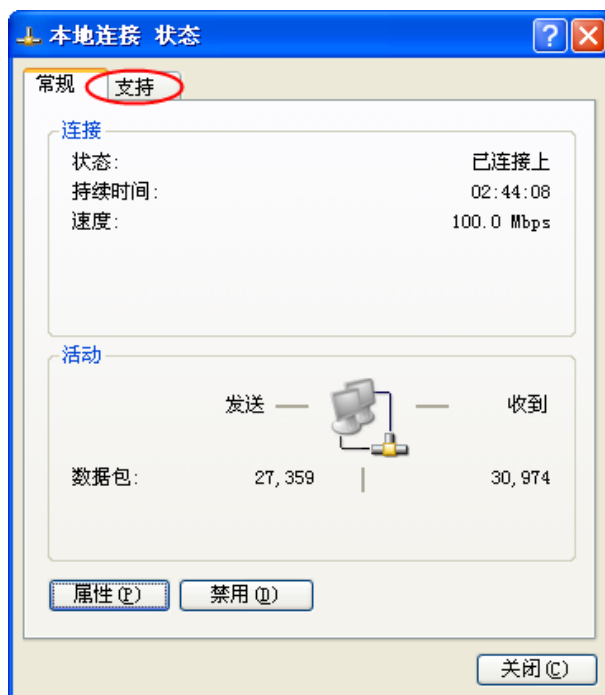 本地连接 状态
常规 支持
连接
状态: 已连接上
持续时间: 02:44:08
速度: 100.0 Mbps
活动
发送 收到
数据包: 27,359 30,974
属性(P) 禁用(D)
关闭(C)